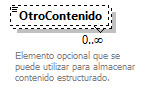 OtroContenido
0..∞
Elemento opcional que se
puede utilizar para almacenar
contenido estructurado.